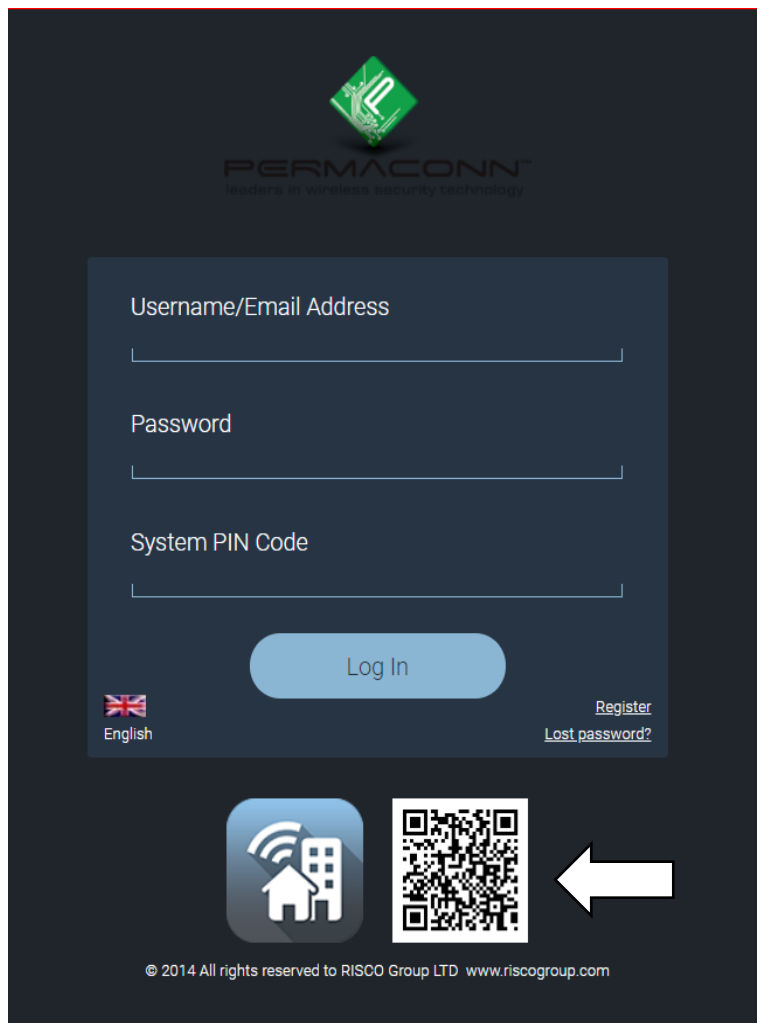 PERMACONN™
leaders in wireless security technology
Username/Email Address
Password
System PIN Code
Log In
Register
English
Lost password?
© 2014 All rights reserved to RISCO Group LTD www.riscogroup.com